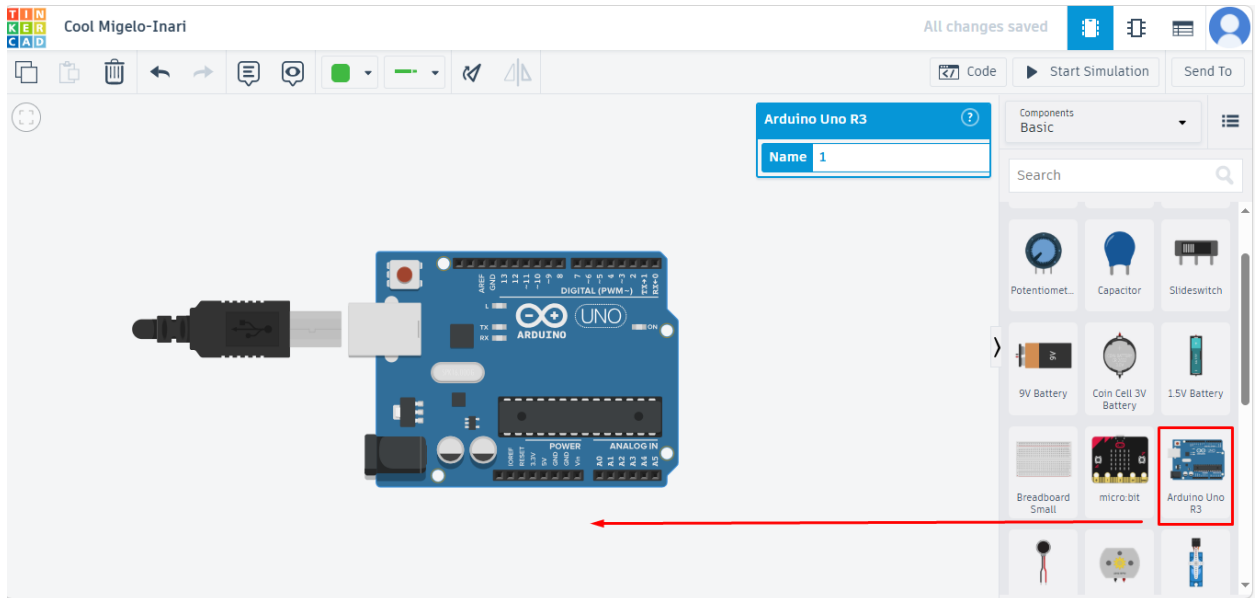 TIN
KER
CAD
Cool Migelo-Inari
All changes saved
Code
Start Simulation
Send To
Arduino Uno R3
?
Name 1
Components
Basic
Search
Potentiomet...
Capacitor
Slideswitch
9V
9V Battery
Coin Cell 3V
Battery
1.5V Battery
Breadboard
Small
micro:bit
Arduino Uno
R3
AREF
GND
13
12
~11
~10
~9
8
7
~6
~5
4
~3
2
TX→1
RX←0
DIGITAL (PWM~)
L
TX
RX
ARDUINO
UNO
ON
POWER
ANALOG IN
IOREF
RESET
3.3V
5V
GND
GND
Vin
A0
A1
A2
A3
A4
A5